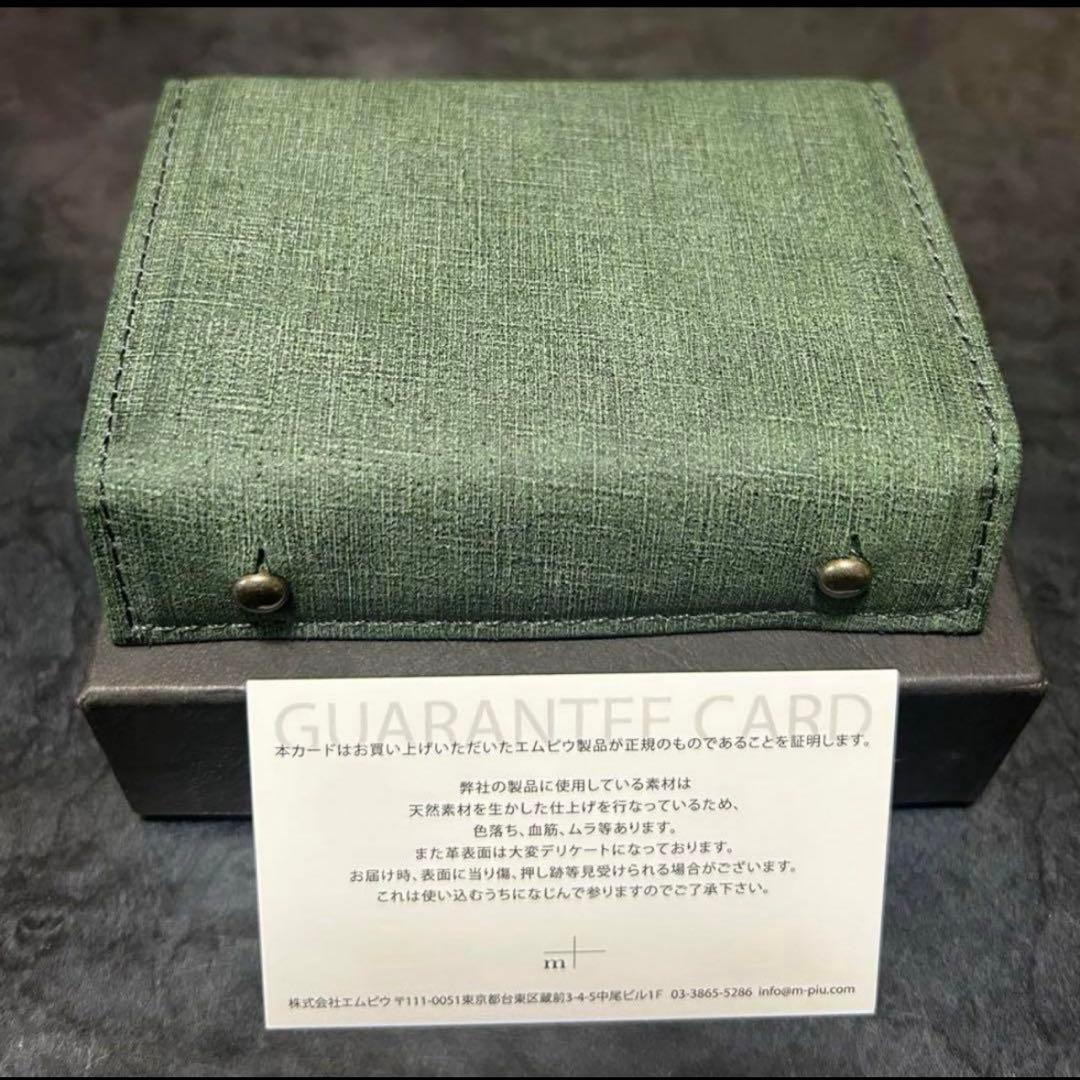 GUARANTEE CARD
本カードはお買い上げいただいたエムピウ製品が正規のものであることを証明します。
弊社の製品に使用している素材は
天然素材を生かした仕上げを行なっているため、
色落ち、血筋、ムラ等あります。
また革表面は大変デリケートになっております。
お届け時、表面に当り傷、押し跡等見受けられる場合がございます。
これは使い込むうちになじんで参りますのでご了承下さい。
m+
株式会社エムピウ 〒111-0051東京都台東区蔵前3-4-5中尾ビル1F 03-3865-5286 info@m-piu.com